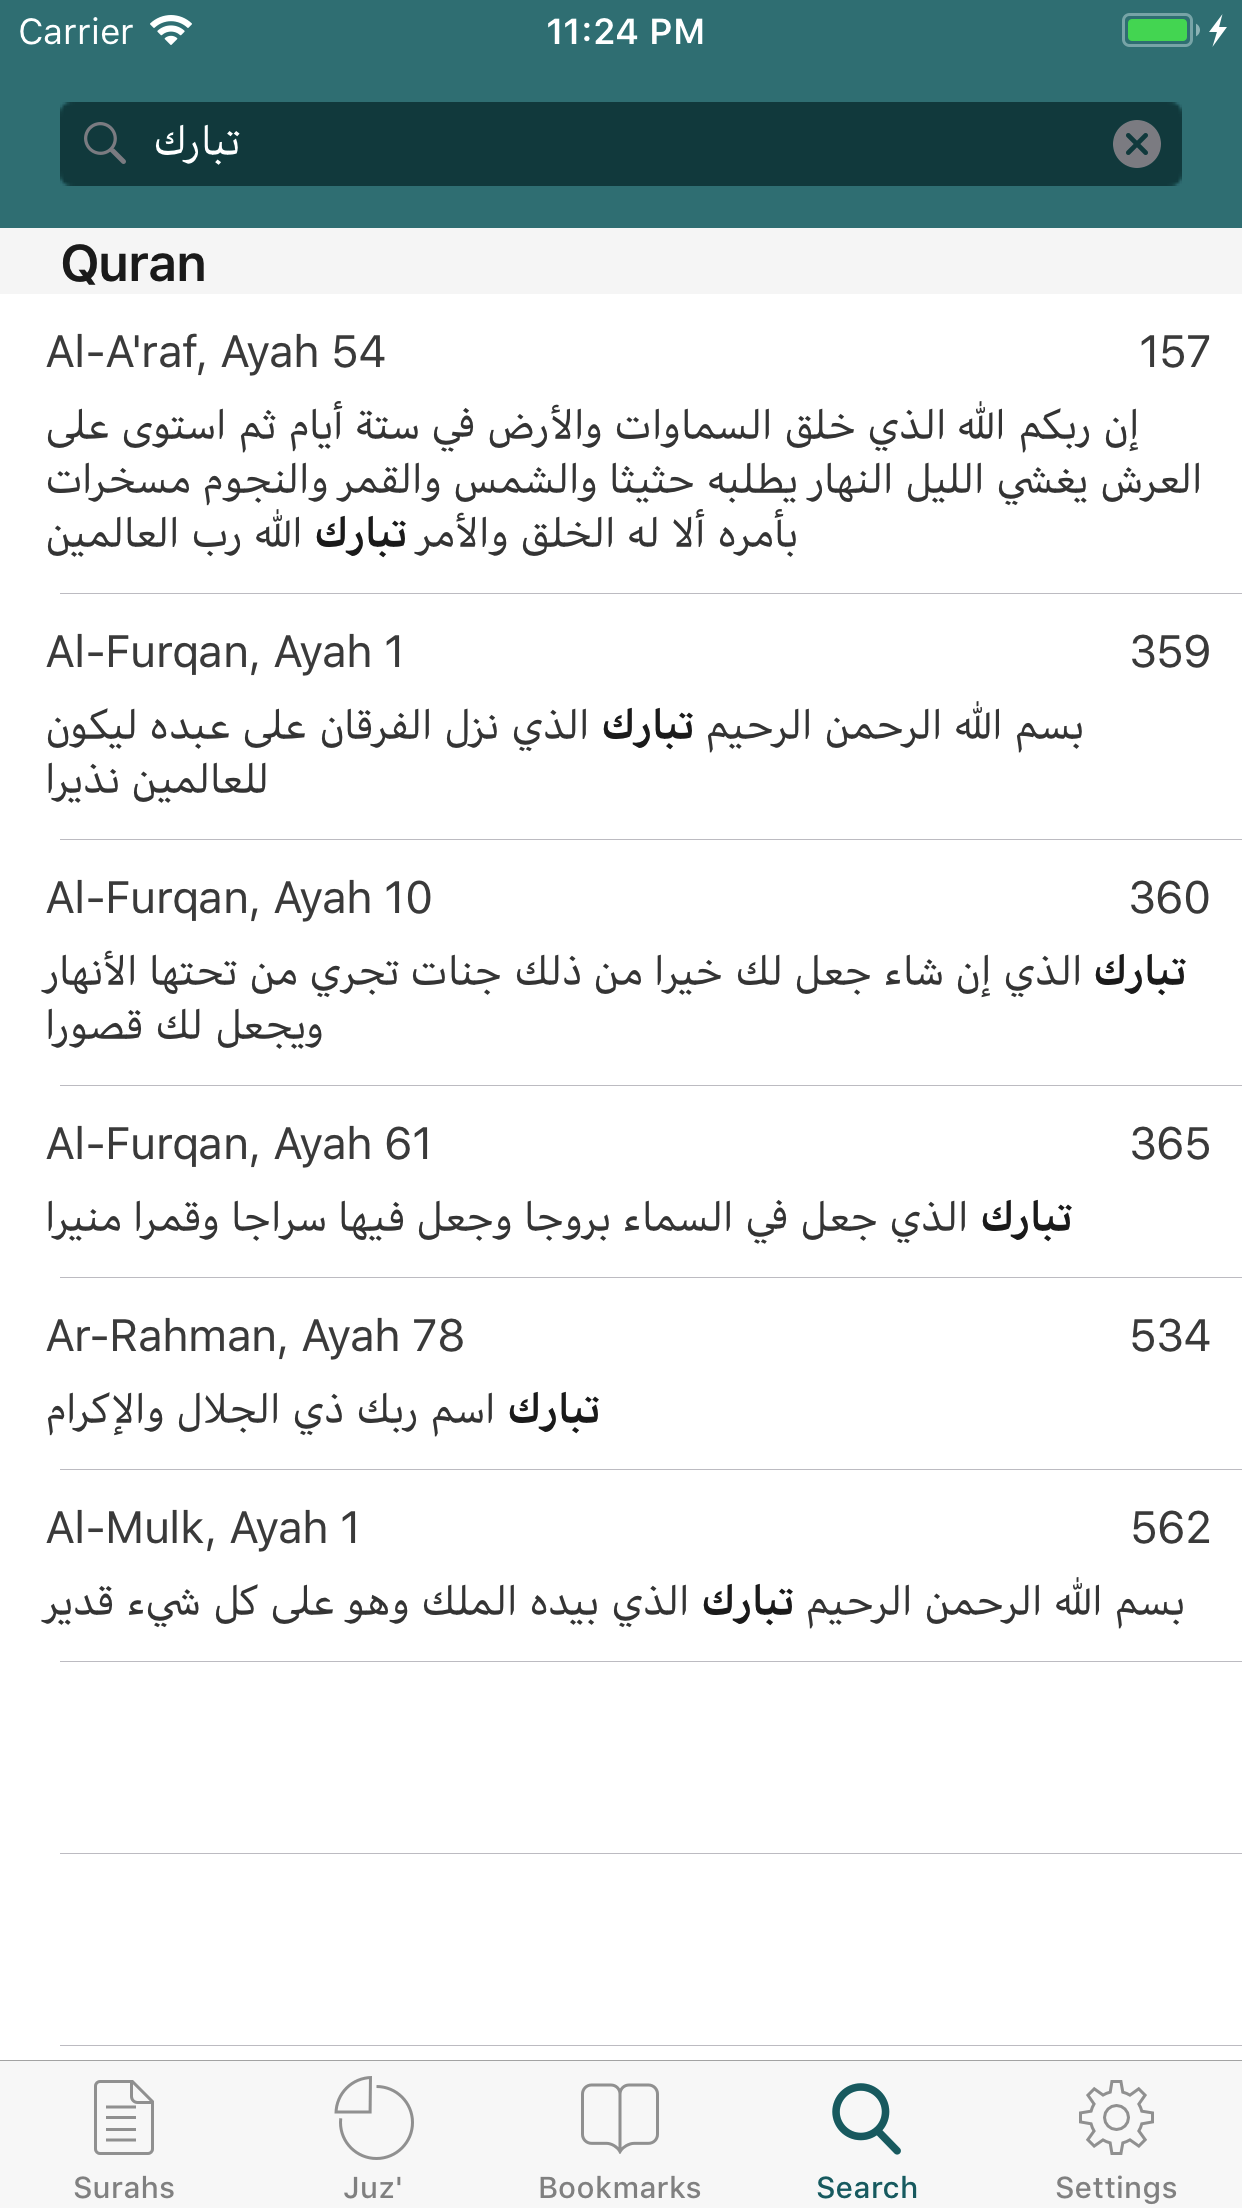 Carrier
11:24 PM
تبارك
Quran
Al-A'raf, Ayah 54
157
إن ربكم الله الذي خلق السماوات والأرض في ستة أيام ثم استوى على
العرش يغشي الليل النهار يطلبه حثيثا والشمس والقمر والنجوم مسخرات
بأمره ألا له الخلق والأمر تبارك الله رب العالمين
Al-Furqan, Ayah 1
359
بسم الله الرحمن الرحيم تبارك الذي نزل الفرقان على عبده ليكون
للعالمين نذيرا
Al-Furqan, Ayah 10
360
تبارك الذي إن شاء جعل لك خيرا من ذلك جنات تجري من تحتها الأنهار
ويجعل لك قصورا
Al-Furqan, Ayah 61
365
تبارك الذي جعل في السماء بروجا وجعل فيها سراجا وقمرا منيرا
Ar-Rahman, Ayah 78
534
تبارك اسم ربك ذي الجلال والإكرام
Al-Mulk, Ayah 1
562
بسم الله الرحمن الرحيم تبارك الذي بيده الملك وهو على كل شيء قدير
Surahs
Juz'
Bookmarks
Search
Settings